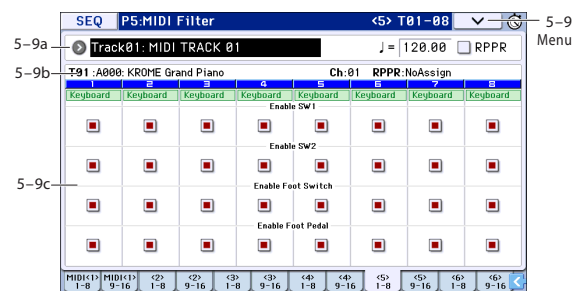 SEQ P5:MIDI Filter <5> T01-08
5-9
Menu
5-9a
Track01: MIDI TRACK 01 ♩= 120.00 RPPR
5-9b
T01 :A000: KROME Grand Piano Ch:01 RPPR:NoAssign
1 2 3 4 5 6 7 8
Keyboard Keyboard Keyboard Keyboard Keyboard Keyboard Keyboard Keyboard
Enable SW1
Enable SW2
5-9c
Enable Foot Switch
Enable Foot Pedal
MIDI<1> MIDI<1> <2> <2> <3> <3> <4> <4> <5> <5> <6> <6>
1-8 9-16 1-8 9-16 1-8 9-16 1-8 9-16 1-8 9-16 1-8 9-16